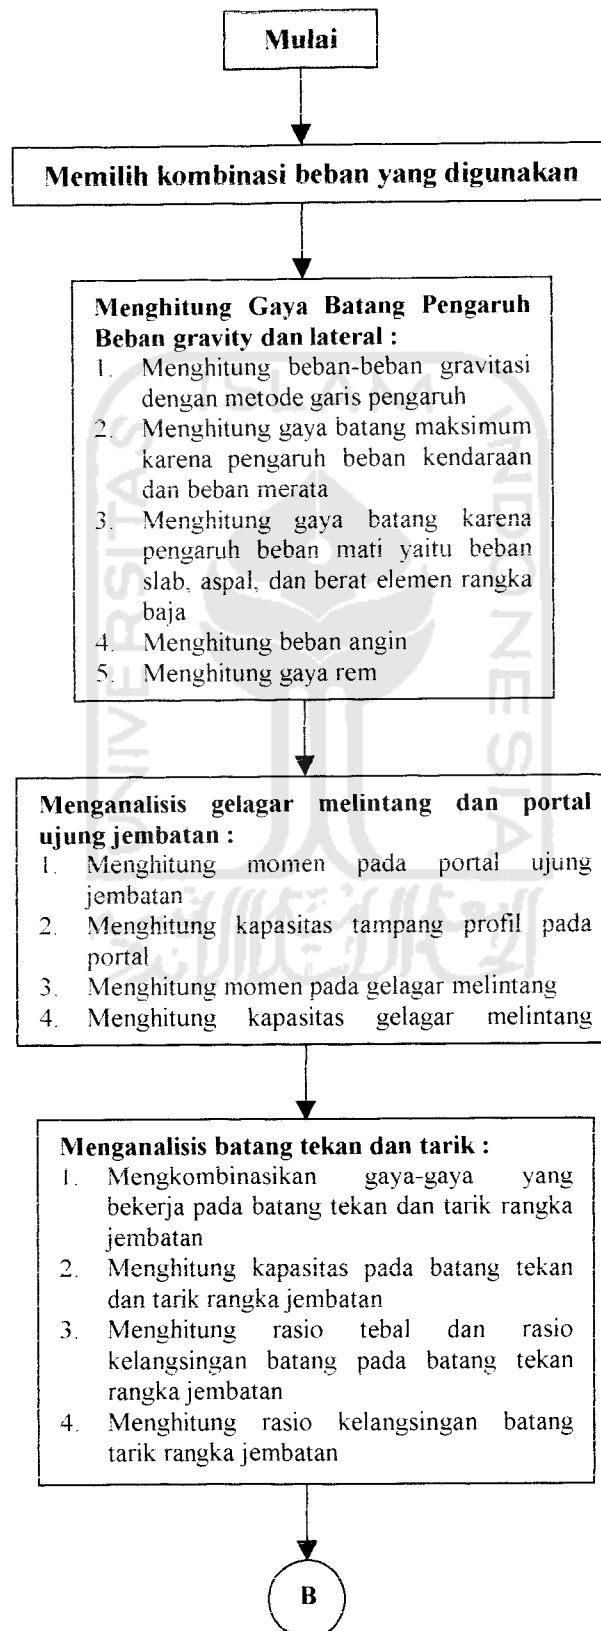 Mulai
Memilih kombinasi beban yang digunakan
Menghitung Gaya Batang Pengaruh
Beban gravity dan lateral :
1. Menghitung beban-beban gravitasi
dengan metode garis pengaruh
2. Menghitung gaya batang maksimum
karena pengaruh beban kendaraan
dan beban merata
3. Menghitung gaya batang karena
pengaruh beban mati yaitu beban
slab, aspal, dan berat elemen rangka
baja
4. Menghitung beban angin
5. Menghitung gaya rem
Menganalisis gelagar melintang dan portal
ujung jembatan :
1. Menghitung momen pada portal ujung
jembatan
2. Menghitung kapasitas tampang profil pada
portal
3. Menghitung momen pada gelagar melintang
4. Menghitung kapasitas gelagar melintang
Menganalisis batang tekan dan tarik :
1. Mengkombinasikan gaya-gaya yang
bekerja pada batang tekan dan tarik rangka
jembatan
2. Menghitung kapasitas pada batang tekan
dan tarik rangka jembatan
3. Menghitung rasio tebal dan rasio
kelangsingan batang pada batang tekan
rangka jembatan
4. Menghitung rasio kelangsingan batang
tarik rangka jembatan
B
UNIVERSITAS
ISLAM
INDONESIA